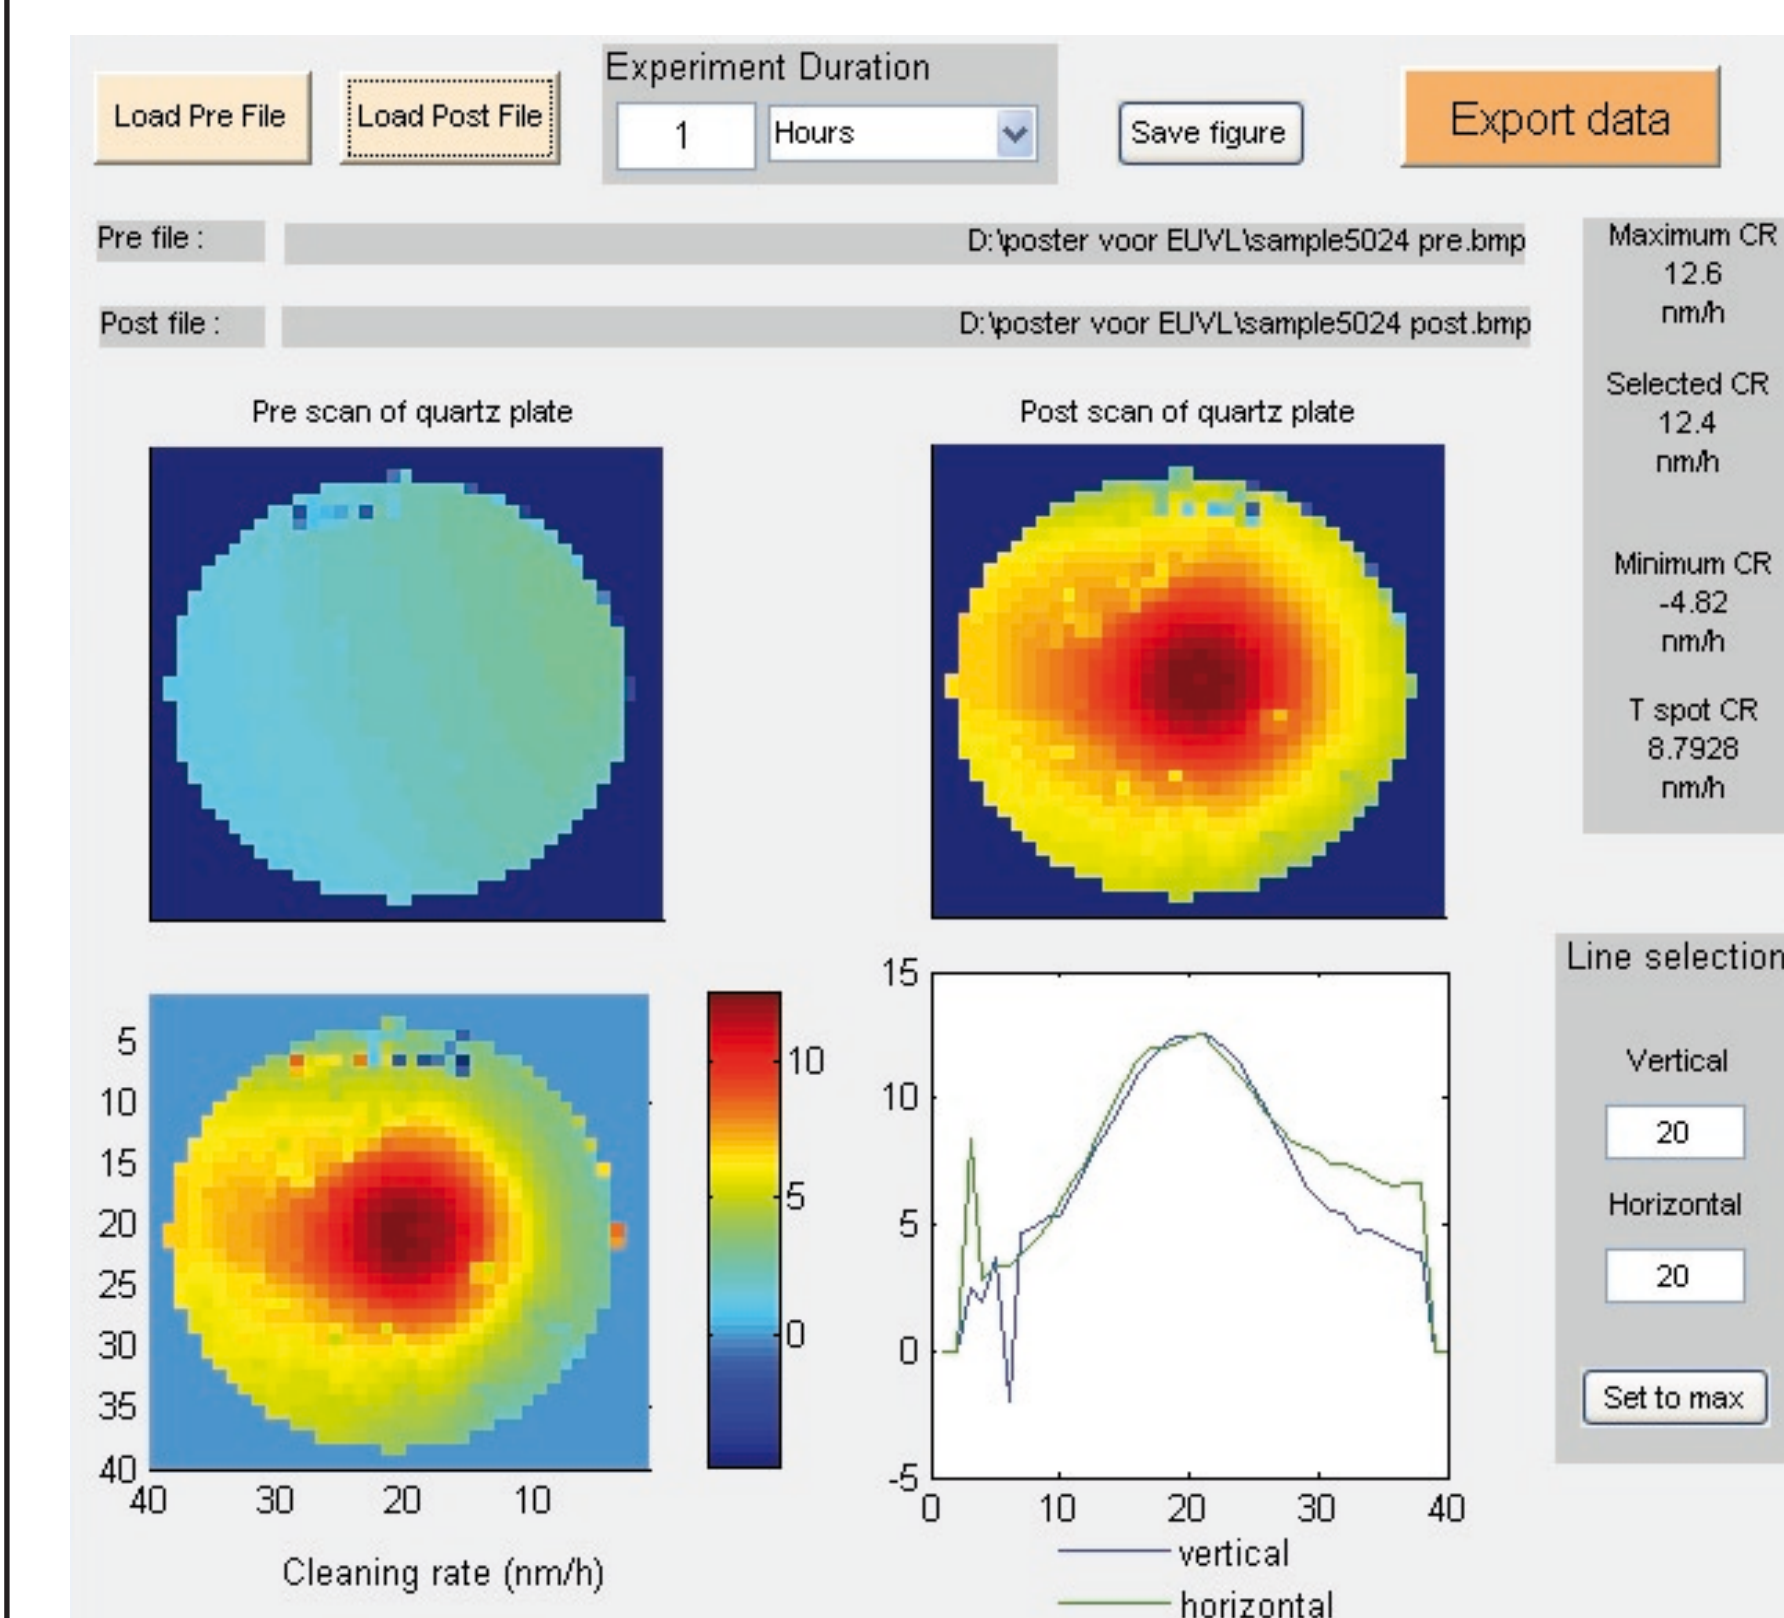 Experiment Duration
Load Pre File
Load Post File
1
Hours
Save figure
Export data
Pre file :
D:\poster voor EUVL\sample5024 pre.bmp
Post file :
D:\poster voor EUVL\sample5024 post.bmp
Maximum CR
12.6
nm/h
Selected CR
12.4
nm/h
Minimum CR
-4.82
nm/h
T spot CR
8.7928
nm/h
Pre scan of quartz plate
Post scan of quartz plate
5
10
15
20
25
30
35
40
40 30 20 10
Cleaning rate (nm/h)
10
5
0
15
10
5
0
-5
0 10 20 30 40
vertical
horizontal
Line selection
Vertical
20
Horizontal
20
Set to max